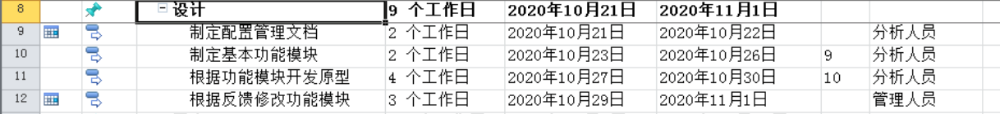 8 设计 9 个工作日 2020年10月21日 2020年11月1日
9 制定配置管理文档 2 个工作日 2020年10月21日 2020年10月22日 分析人员
10 制定基本功能模块 2 个工作日 2020年10月23日 2020年10月26日 9 分析人员
11 根据功能模块开发原型 4 个工作日 2020年10月27日 2020年10月30日 10 分析人员
12 根据反馈修改功能模块 3 个工作日 2020年10月29日 2020年11月1日 管理人员